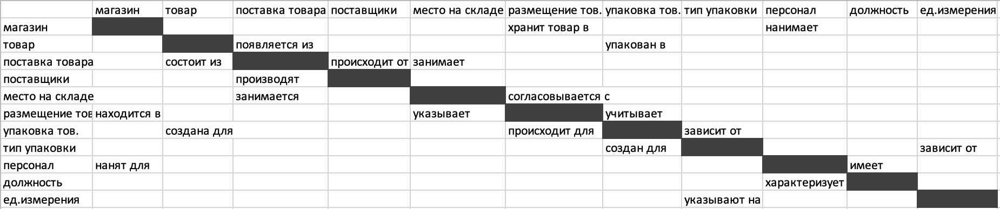 магазин товар поставка товара поставщики место на складе размещение тов. упаковка тов. тип упаковки персонал должность ед.измерения
магазин хранит товар в нанимает
товар появляется из упакован в
поставка товара состоит из происходит от занимает
поставщики производят
место на складе занимается согласовывается с
размещение тов находится в указывает учитывает
упаковка тов. создана для происходит для зависит от
тип упаковки создан для зависит от
персонал нанят для имеет
должность характеризует
ед.измерения указывают на